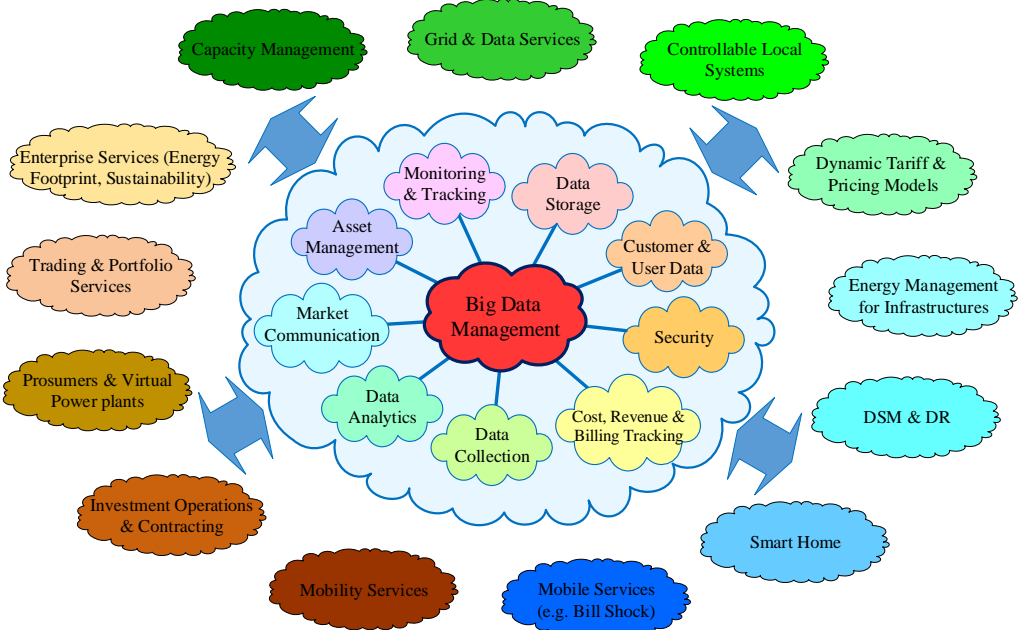 Capacity Management
Grid & Data Services
Controllable Local
Systems
Enterprise Services (Energy
Footprint, Sustainability)
Dynamic Tariff &
Pricing Models
Trading & Portfolio
Services
Energy Management
for Infrastructures
Prosumers & Virtual
Power plants
DSM & DR
Investment Operations
& Contracting
Smart Home
Mobility Services
Mobile Services
(e.g. Bill Shock)
Monitoring
& Tracking
Data
Storage
Asset
Management
Customer &
User Data
Market
Communication
Big Data
Management
Security
Data
Analytics
Data
Collection
Cost, Revenue &
Billing Tracking